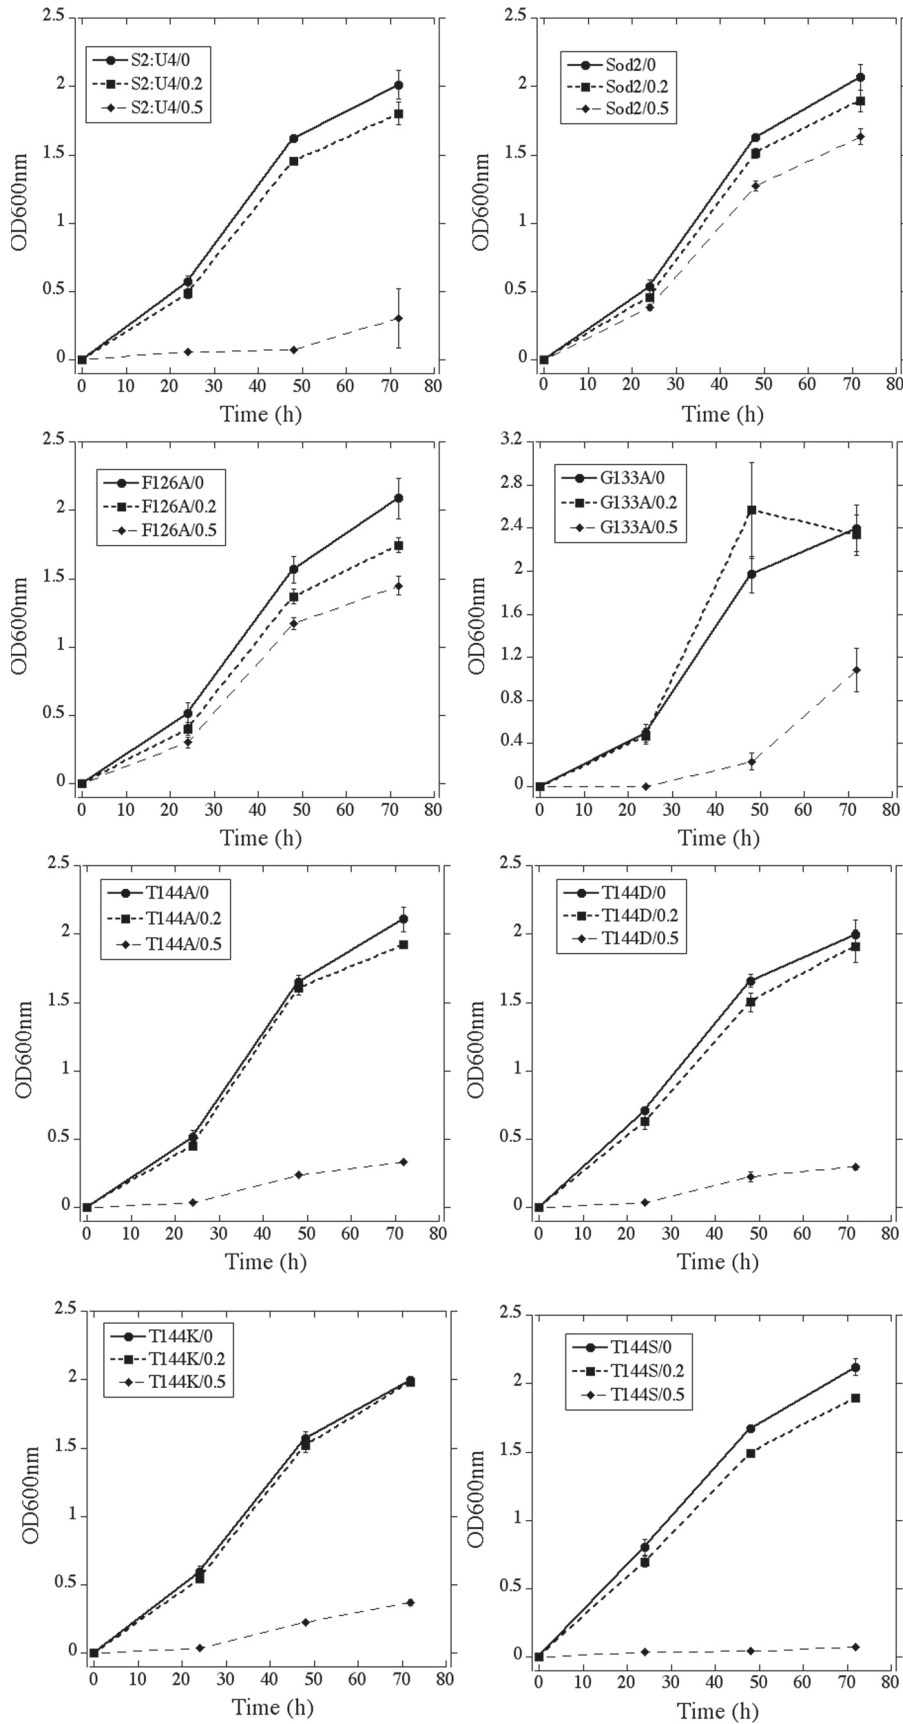 2.5
2
1.5
1
0.5
0
OD600nm
S2:U4/0
S2:U4/0.2
S2:U4/0.5
0 10 20 30 40 50 60 70 80
Time (h)
2.5
2
1.5
1
0.5
0
OD600nm
Sod2/0
Sod2/0.2
Sod2/0.5
0 10 20 30 40 50 60 70 80
Time (h)
2.5
2
1.5
1
0.5
0
OD600nm
F126A/0
F126A/0.2
F126A/0.5
0 10 20 30 40 50 60 70 80
Time (h)
3.2
2.8
2.4
2
1.6
1.2
0.8
0.4
0
OD600nm
G133A/0
G133A/0.2
G133A/0.5
0 10 20 30 40 50 60 70 80
Time (h)
2.5
2
1.5
1
0.5
0
OD600nm
T144A/0
T144A/0.2
T144A/0.5
0 10 20 30 40 50 60 70 80
Time (h)
2.5
2
1.5
1
0.5
0
OD600nm
T144D/0
T144D/0.2
T144D/0.5
0 10 20 30 40 50 60 70 80
Time (h)
2.5
2
1.5
1
0.5
0
OD600nm
T144K/0
T144K/0.2
T144K/0.5
0 10 20 30 40 50 60 70 80
Time (h)
2.5
2
1.5
1
0.5
0
OD600nm
T144S/0
T144S/0.2
T144S/0.5
0 10 20 30 40 50 60 70 80
Time (h)